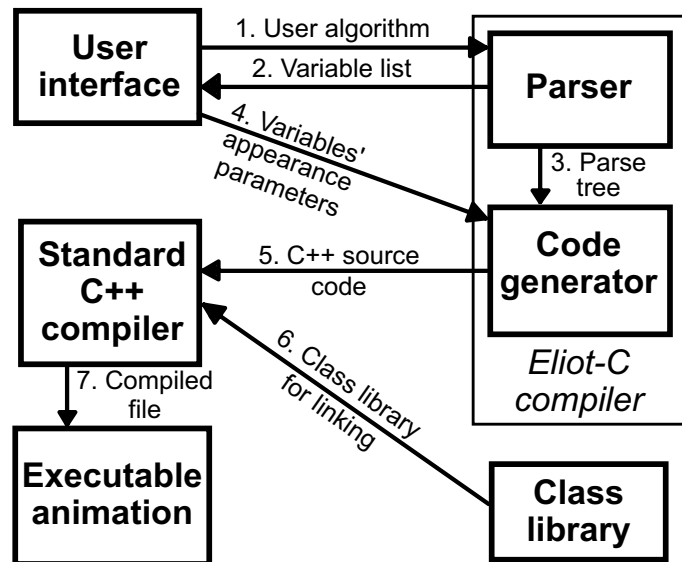 User
interface
1. User algorithm
2. Variable list
Parser
4. Variables'
appearance
parameters
3. Parse
tree
Standard
C++
compiler
5. C++ source
code
Code
generator
6. Class library
for linking
Eliot-C
compiler
7. Compiled
file
Executable
animation
Class
library